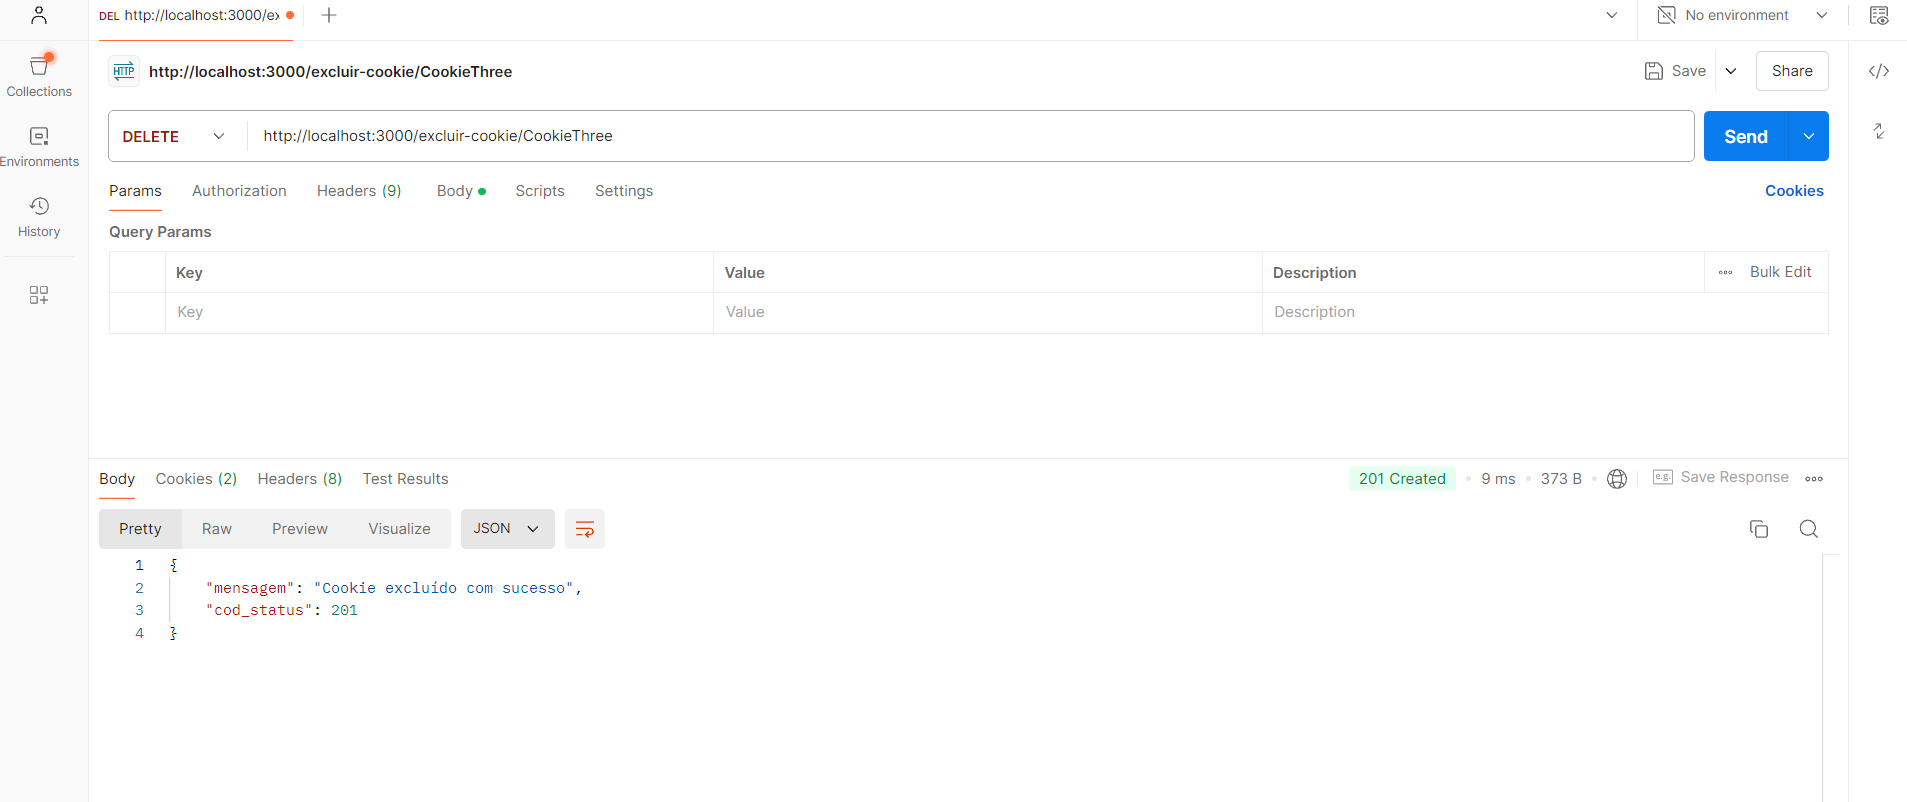 DEL http://localhost:3000/ex
No environment
Collections
Environments
History
HTTP http://localhost:3000/excluir-cookie/CookieThree
Save
Share
DELETE http://localhost:3000/excluir-cookie/CookieThree
Send
Params Authorization Headers (9) Body Scripts Settings Cookies
Query Params
Key Value Description Bulk Edit
Key Value Description
Body Cookies (2) Headers (8) Test Results 201 Created 9 ms 373 B e.g. Save Response
Pretty Raw Preview Visualize JSON
1 {
2 "mensagem": "Cookie excluído com sucesso",
3 "cod_status": 201
4 }